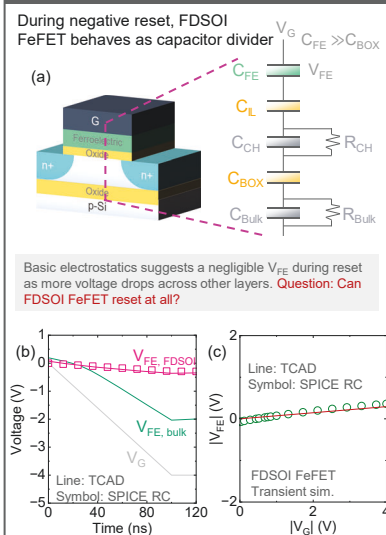 During negative reset, FDSOI
FeFET behaves as capacitor divider
(a)
G
Ferroelectric
Oxide
n+
n+
Oxide
p-Si
V_G
C_FE ≫ C_BOX
C_FE
V_FE
C_IL
C_CH
R_CH
C_BOX
C_Bulk
R_Bulk
Basic electrostatics suggests a negligible V_FE during reset
as more voltage drops across other layers. Question: Can
FDSOI FeFET reset at all?
(b)
V_FE, FDSOI
V_FE, bulk
V_G
Line: TCAD
Symbol: SPICE RC
Voltage (V)
1
0
−1
−2
−3
−4
−5
0
40
80
120
Time (ns)
(c)
Line: TCAD
Symbol: SPICE RC
FDSOI FeFET
Transient sim.
|V_FE| (V)
2
0
−2
0
2
4
|V_G| (V)